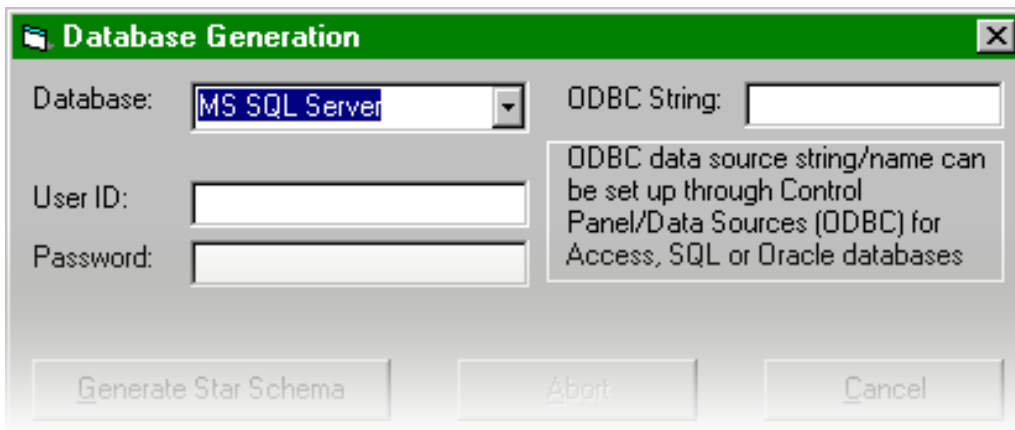 Database Generation
Database:
MS SQL Server
ODBC String:
ODBC data source string/name can
be set up through Control
Panel/Data Sources (ODBC) for
Access, SQL or Oracle databases
User ID:
Password:
Generate Star Schema
Abort
Cancel